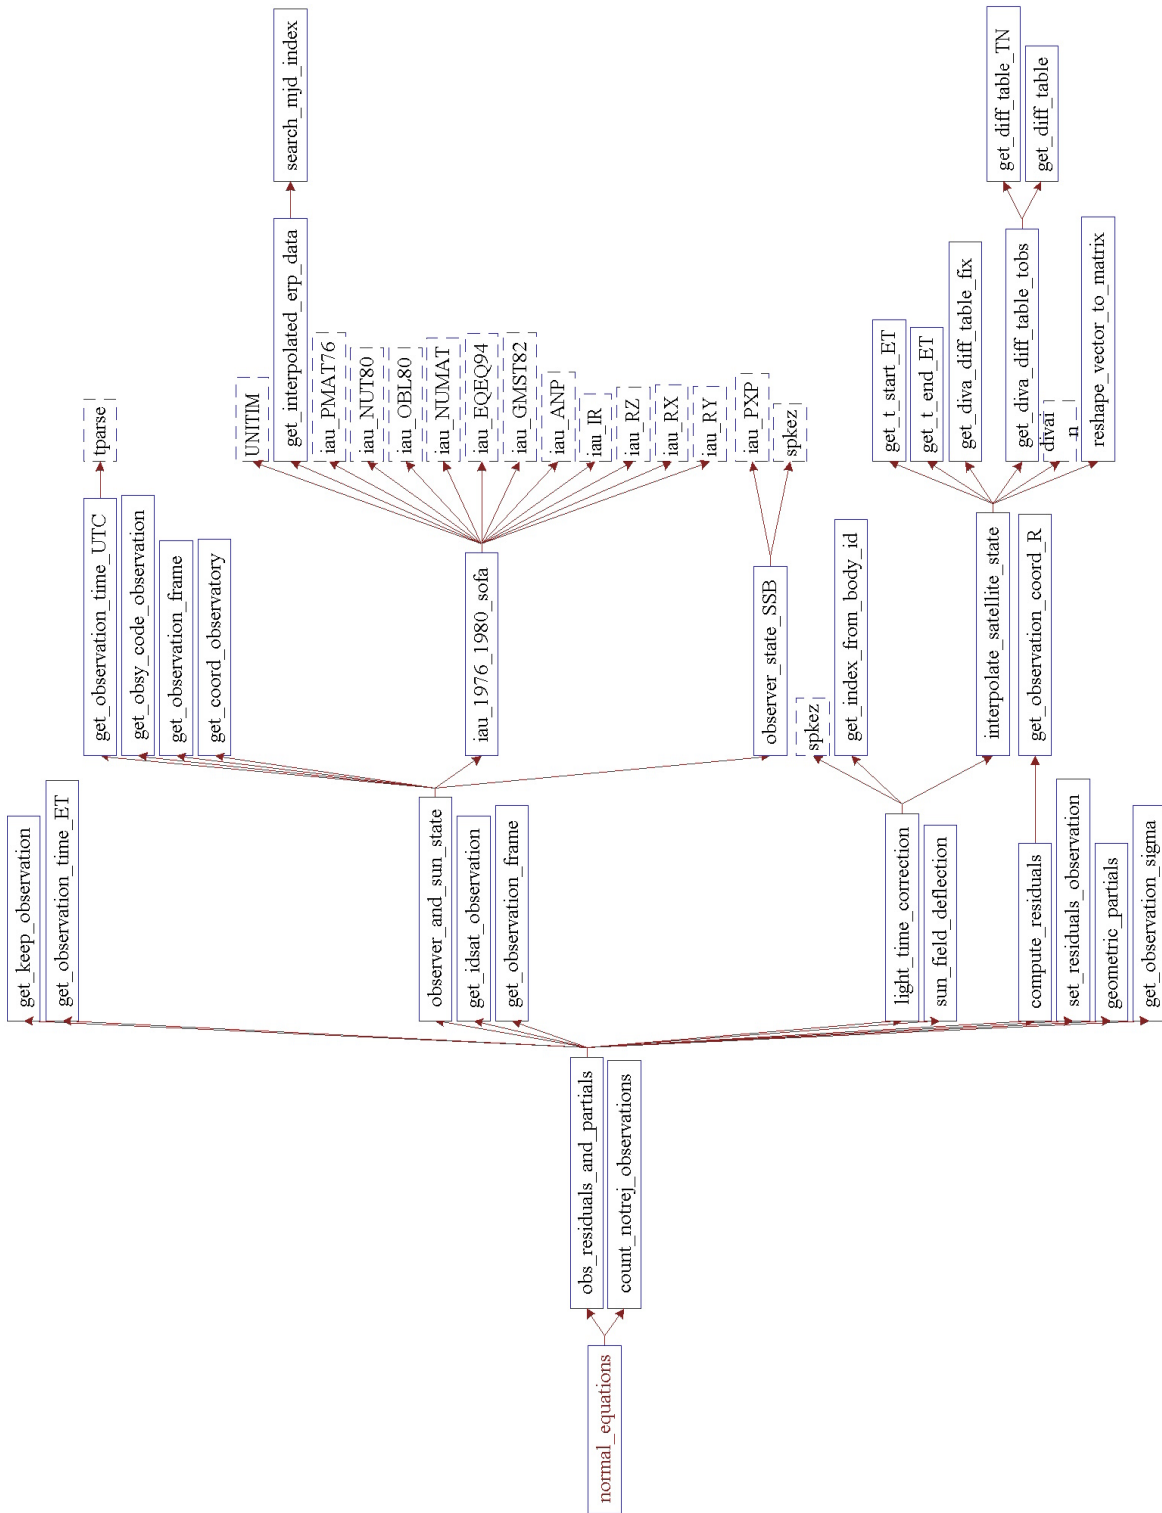 normal_equations
obs_residuals_and_partials
count_notrej_observations
get_keep_observation
get_observation_time_ET
observer_and_sun_state
get_idsat_observation
get_observation_frame
light_time_correction
sun_field_deflection
compute_residuals
set_residuals_observation
geometric_partials
get_observation_sigma
get_observation_time_UTC
get_obsy_code_observation
get_observation_frame
get_coord_observatory
iau_1976_1980_sofa
observer_state_SSB
spkez
get_index_from_body_id
interpolate_satellite_state
get_observation_coord_R
tparse
UNITIM
get_interpolated_erp_data
iau_PMAT76
iau_NUT80
iau_OBL80
iau_NUMAT
iau_EQEQ94
iau_GMST82
iau_ANP
iau_IR
iau_RZ
iau_RX
iau_RY
iau_PXP
spkez
get_t_start_ET
get_t_end_ET
get_diva_diff_table_fix
get_diva_diff_table_tobs
divai
n
reshape_vector_to_matrix
search_mjd_index
get_diff_table_TN
get_diff_table